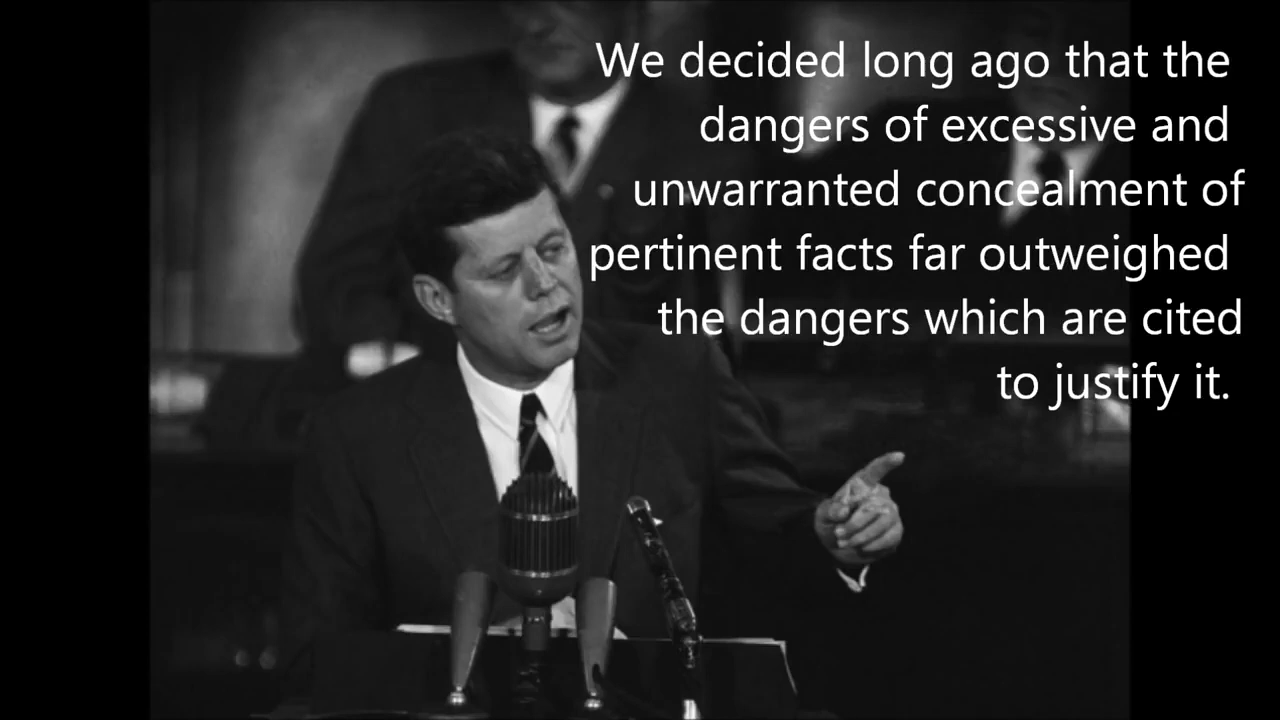 We decided long ago that the
dangers of excessive and
unwarranted concealment of
pertinent facts far outweighed
the dangers which are cited
to justify it.